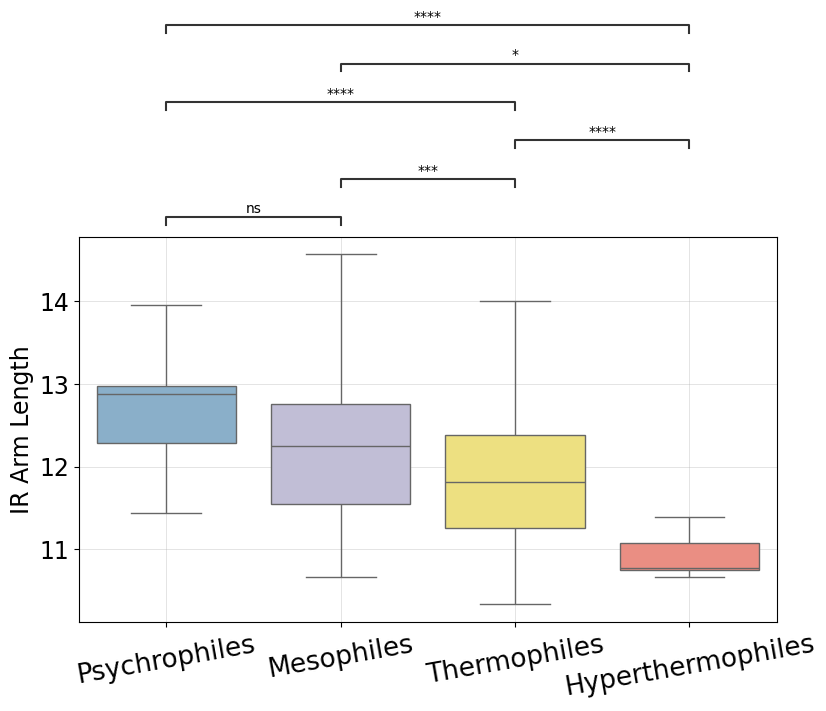 ****
*
****
****
***
ns
14
13
12
11
IR Arm Length
Psychrophiles
Mesophiles
Thermophiles
Hyperthermophiles